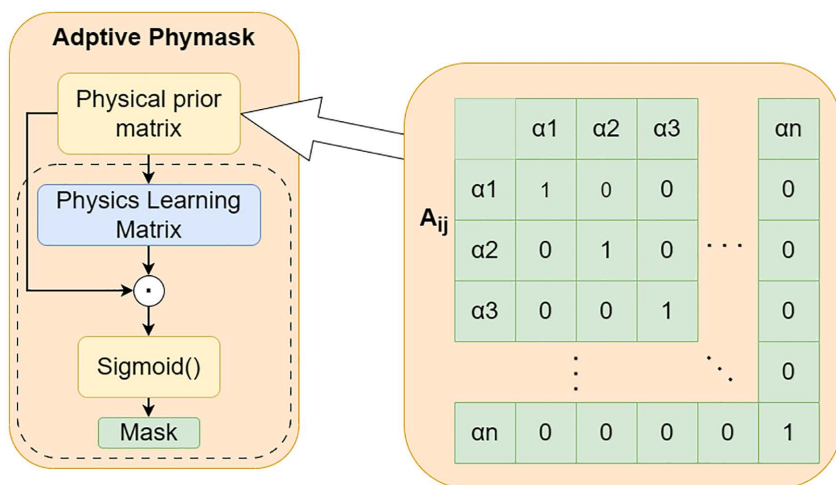 Adptive Phymask
Physical prior
matrix
Physics Learning
Matrix
·
Sigmoid()
Mask
A_ij
α1 α2 α3 αn
α1 1 0 0 0
α2 0 1 0 · · · 0
α3 0 0 1 0
⋮ ⋱ 0
αn 0 0 0 0 1